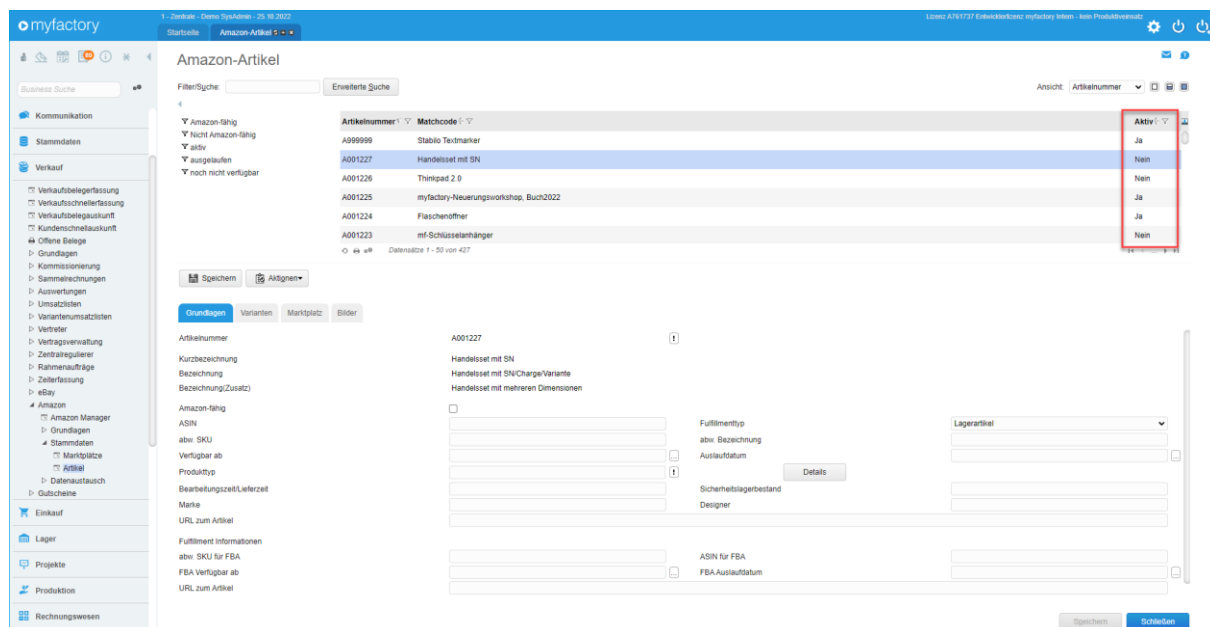 1 - Zentrale - Demo SysAdmin - 25.10.2022
Lizenz A761737 Entwicklerlizenz myfactory Intern - kein Produktiveinsatz
myfactory
Startseite Amazon-Artikel
60
Amazon-Artikel
Business Suche
Filter/Suche: Erweiterte Suche
Ansicht: Artikelnummer
Kommunikation
Stammdaten
Verkauf
Verkaufsbelegerfassung
Verkaufsschnellerfassung
Verkaufsbelegauskunft
Kundenschnellauskunft
Offene Belege
Grundlagen
Kommissionierung
Sammelrechnungen
Auswertungen
Umsatzlisten
Variantenumsatzlisten
Vertreter
Vertragsverwaltung
Zentralregulierer
Rahmenaufträge
Zeiterfassung
eBay
Amazon
Amazon Manager
Grundlagen
Stammdaten
Marktplätze
Artikel
Datenaustausch
Gutscheine
Einkauf
Lager
Projekte
Produktion
Rechnungswesen
Amazon-fähig
Nicht Amazon-fähig
aktiv
ausgelaufen
noch nicht verfügbar
Artikelnummer Matchcode Aktiv
A999999 Stabilo Textmarker Ja
A001227 Handelsset mit SN Nein
A001226 Thinkpad 2.0 Nein
A001225 myfactory-Neuerungsworkshop, Buch2022 Ja
A001224 Flaschenöffner Ja
A001223 mf-Schlüsselanhänger Nein
Datensätze 1 - 50 von 427
Speichern Aktionen
Grundlagen Varianten Marktplatz Bilder
Artikelnummer A001227
Kurzbezeichnung Handelsset mit SN
Bezeichnung Handelsset mit SN/Charge/Variante
Bezeichnung(Zusatz) Handelsset mit mehreren Dimensionen
Amazon-fähig
ASIN Fulfillmenttyp Lagerartikel
abw. SKU abw. Bezeichnung
Verfügbar ab ... Auslaufdatum ...
Produkttyp ! Details
Bearbeitungszeit/Lieferzeit Sicherheitslagerbestand
Marke Designer
URL zum Artikel
Fulfillment Informationen
abw. SKU für FBA ASIN für FBA
FBA Verfügbar ab ... FBA Auslaufdatum ...
URL zum Artikel
Speichern Schließen